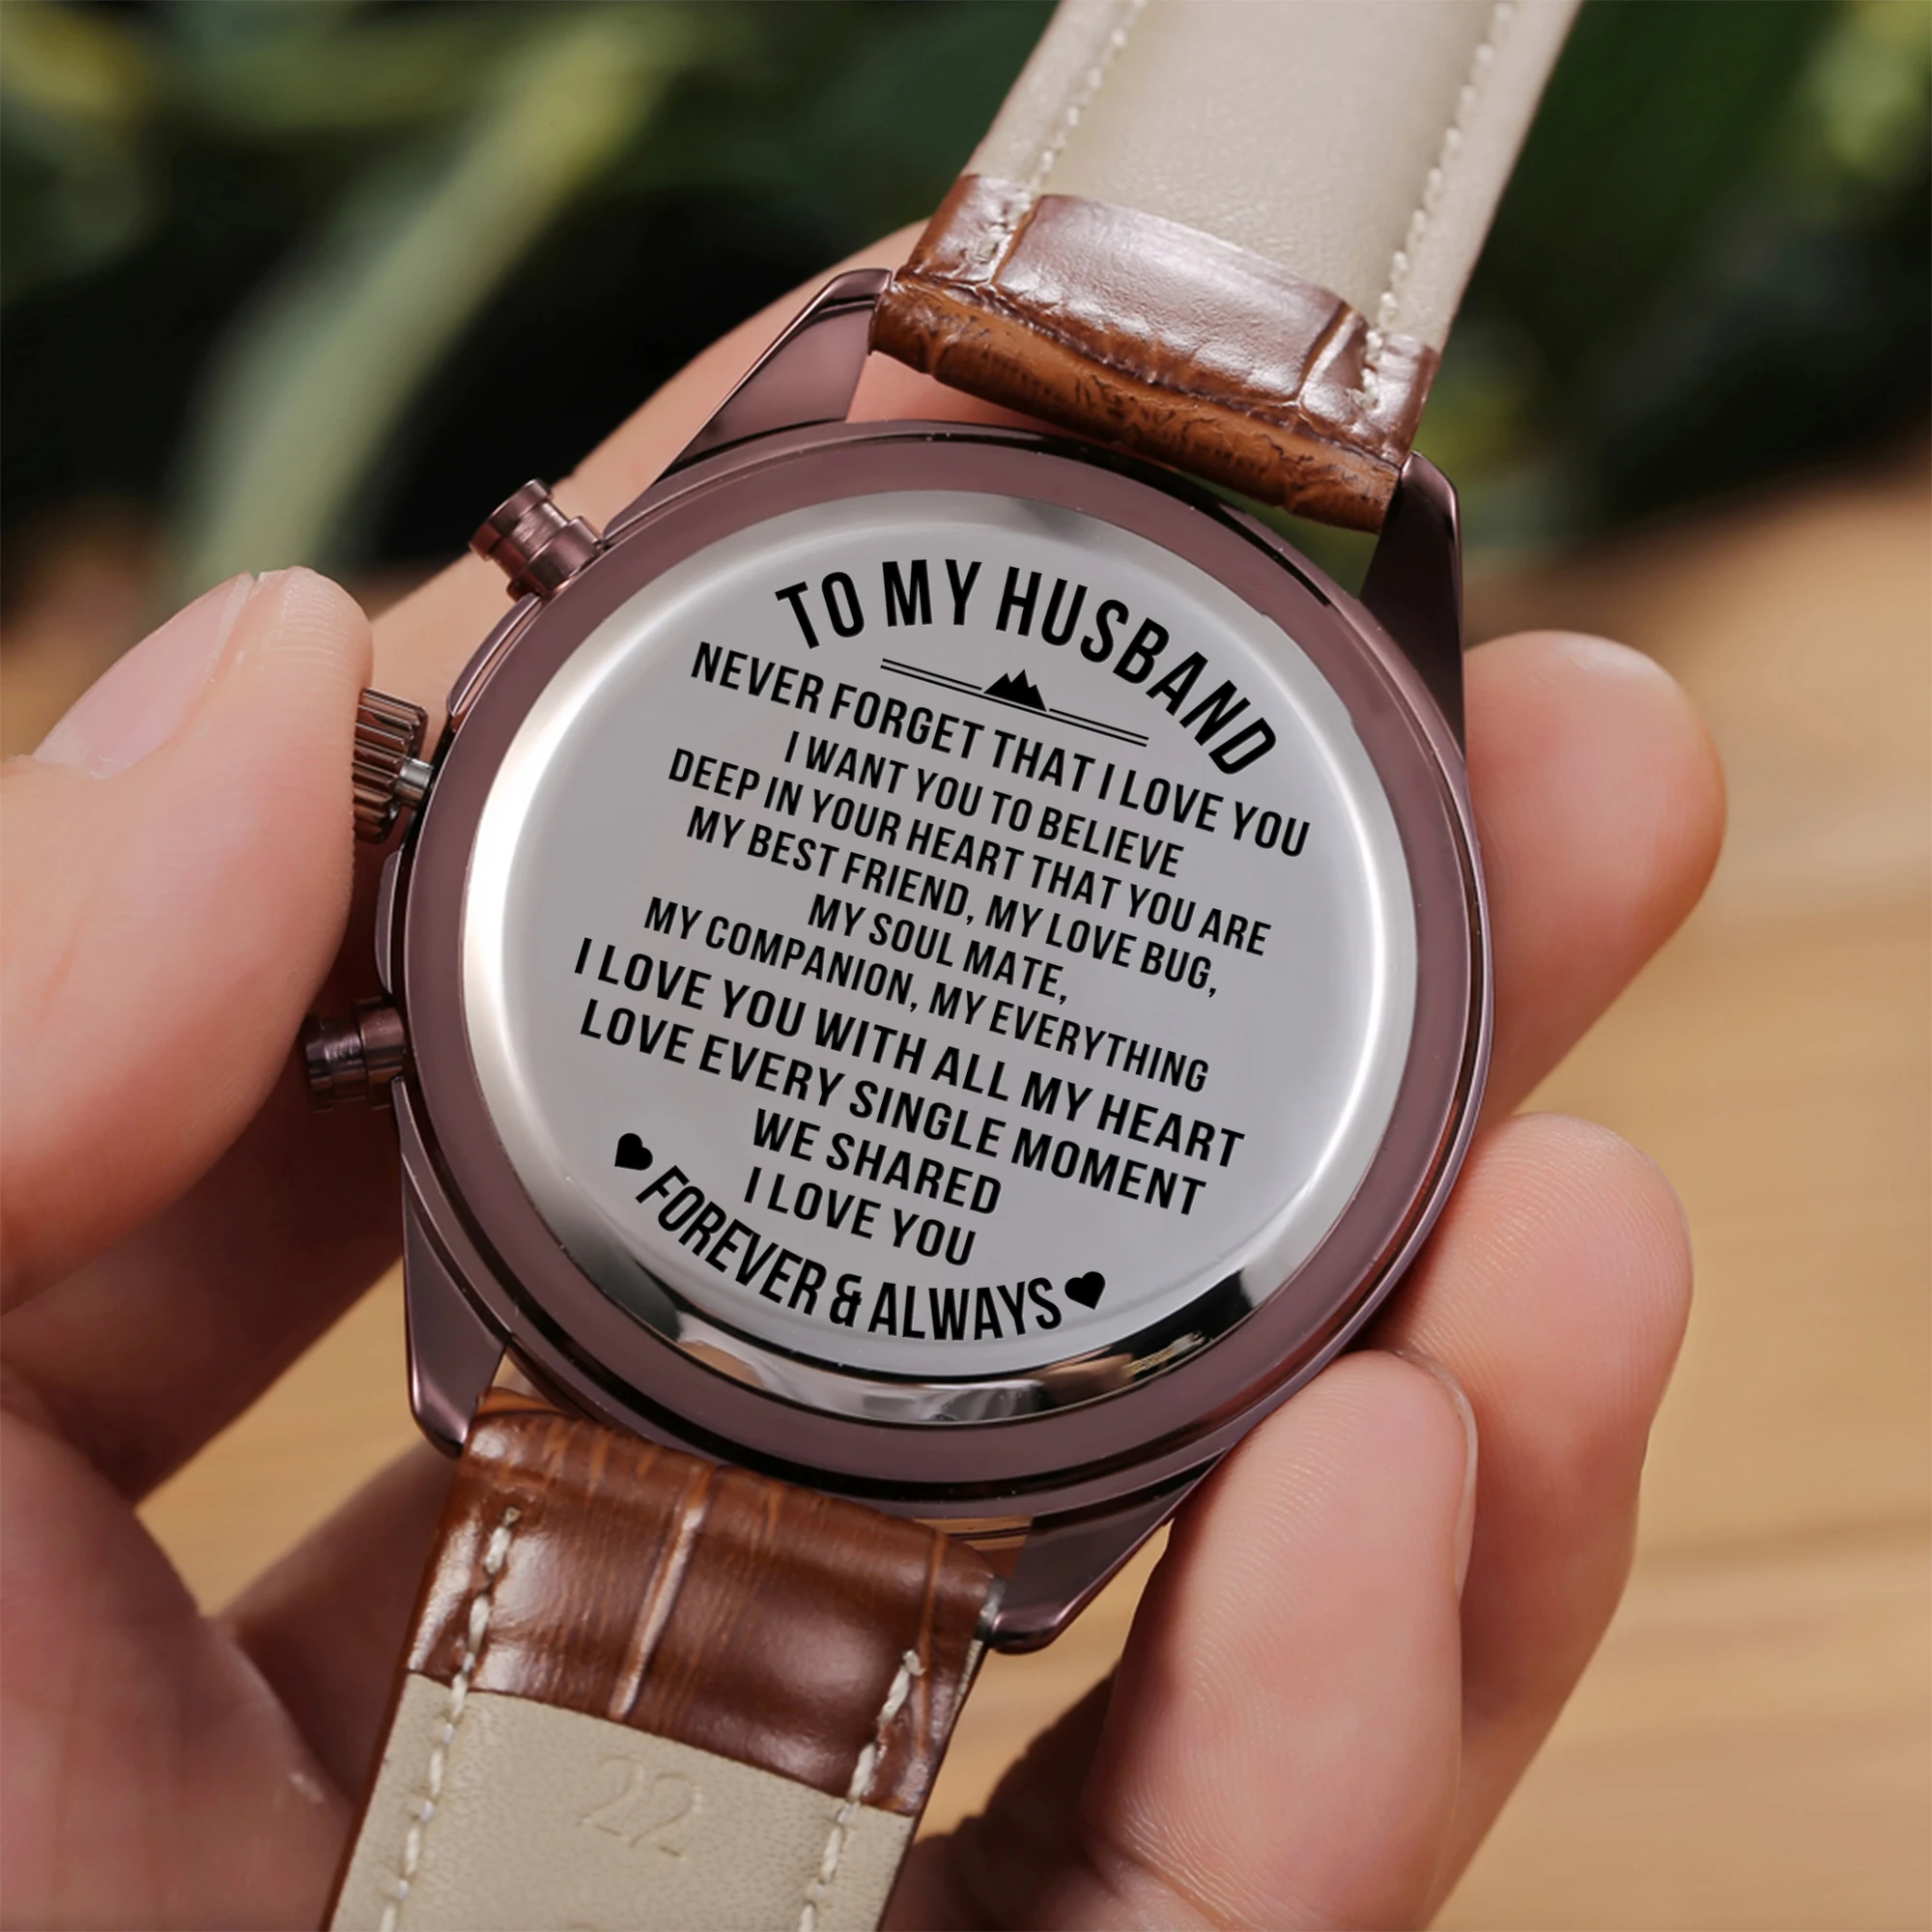 TO MY HUSBAND
NEVER FORGET THAT I LOVE YOU
I WANT YOU TO BELIEVE
DEEP IN YOUR HEART THAT YOU ARE
MY BEST FRIEND, MY LOVE BUG,
MY SOUL MATE,
MY COMPANION, MY EVERYTHING
I LOVE YOU WITH ALL MY HEART
LOVE EVERY SINGLE MOMENT
WE SHARED
I LOVE YOU
FOREVER & ALWAYS
22